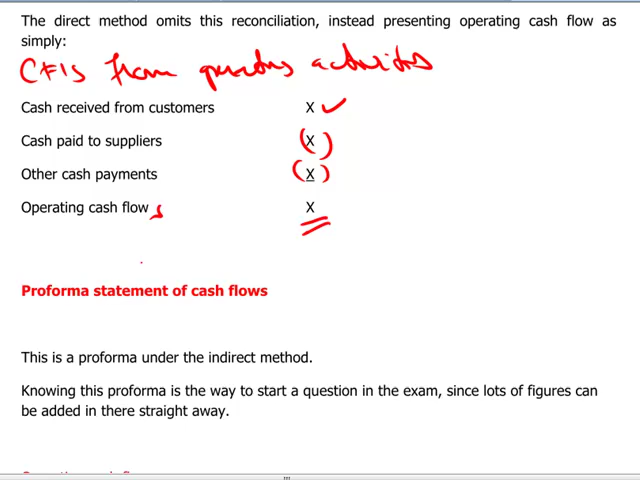 The direct method omits this reconciliation, instead presenting operating cash flow as
simply:
CFIS from operating activities
Cash received from customers X
Cash paid to suppliers (X)
Other cash payments (X)
Operating cash flows X
Proforma statement of cash flows
This is a proforma under the indirect method.
Knowing this proforma is the way to start a question in the exam, since lots of figures can
be added in there straight away.